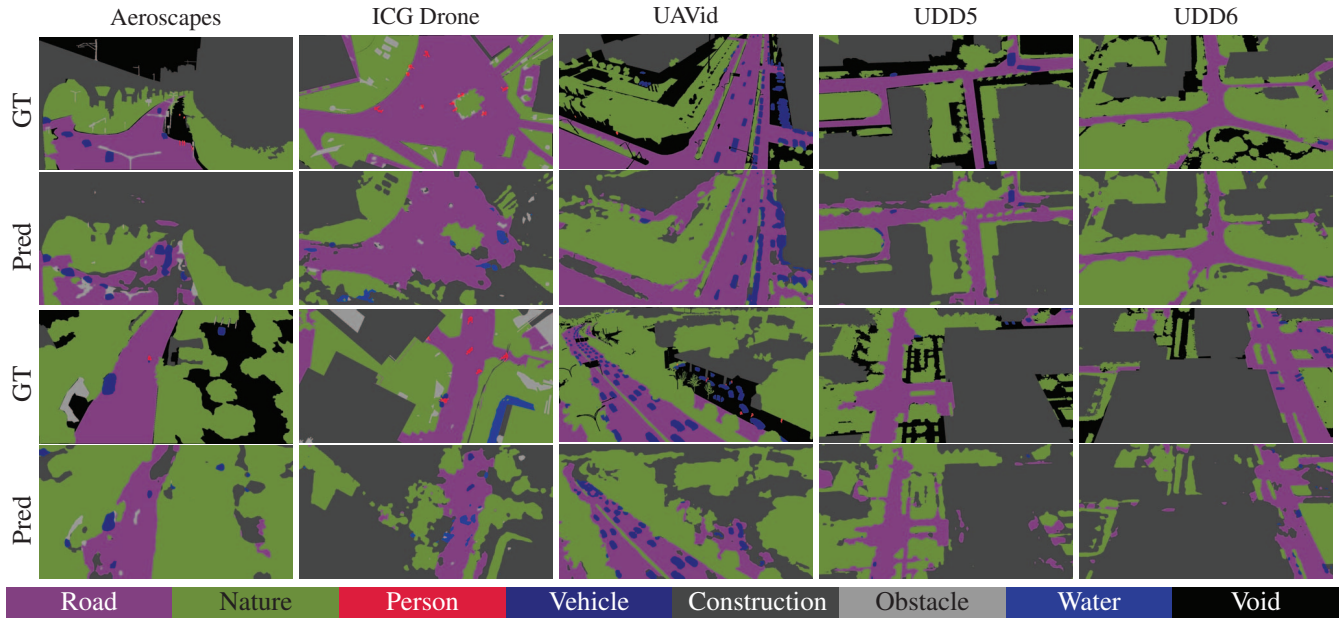 Aeroscapes ICG Drone UAVid UDD5 UDD6
GT
Pred
GT
Pred
Road Nature Person Vehicle Construction Obstacle Water Void